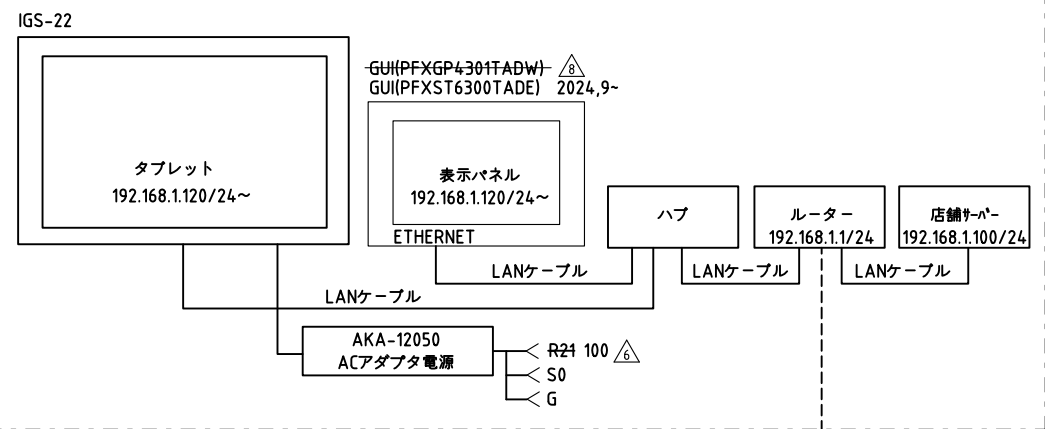 IGS-22
GUI(PFXGP4301TADW) 8
GUI(PFXST6300TADE) 2024,9~
タブレット
192.168.1.120/24~
表示パネル
192.168.1.120/24~
ETHERNET
ハブ
ルーター
192.168.1.1/24
店舗サーバー
192.168.1.100/24
LANケーブル
LANケーブル
LANケーブル
LANケーブル
AKA-12050
ACアダプタ電源
R21 100 6
S0
G